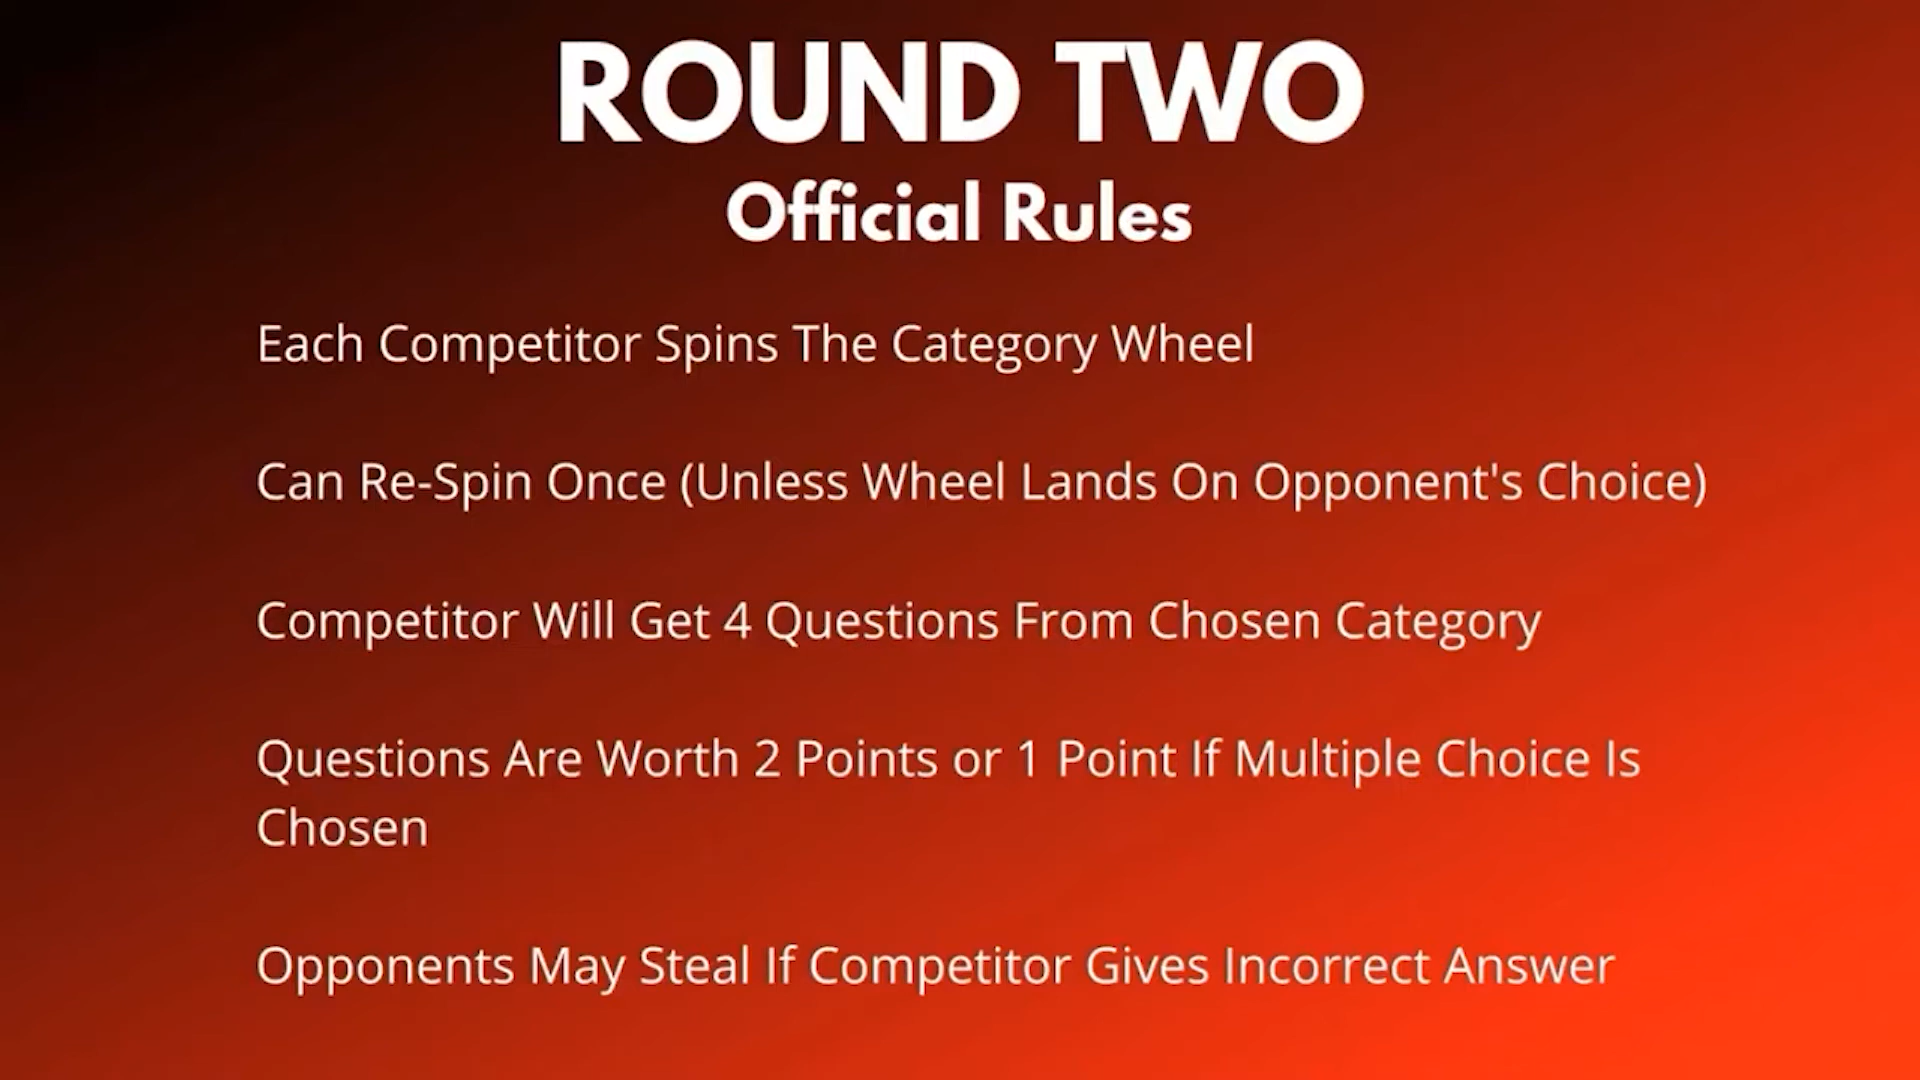 ROUND TWO
Official Rules
Each Competitor Spins The Category Wheel
Can Re-Spin Once (Unless Wheel Lands On Opponent's Choice)
Competitor Will Get 4 Questions From Chosen Category
Questions Are Worth 2 Points or 1 Point If Multiple Choice Is
Chosen
Opponents May Steal If Competitor Gives Incorrect Answer